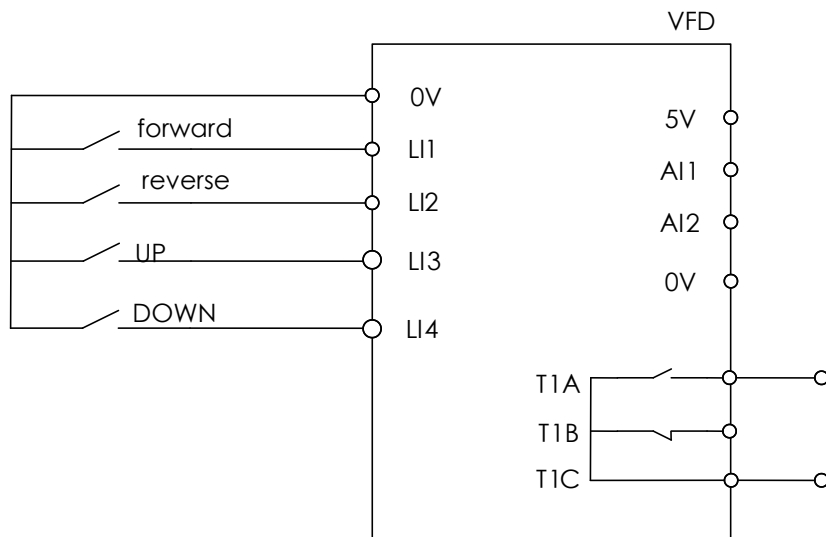 VFD
0V
forward
LI1
reverse
LI2
UP
LI3
DOWN
LI4
5V
AI1
AI2
0V
T1A
T1B
T1C